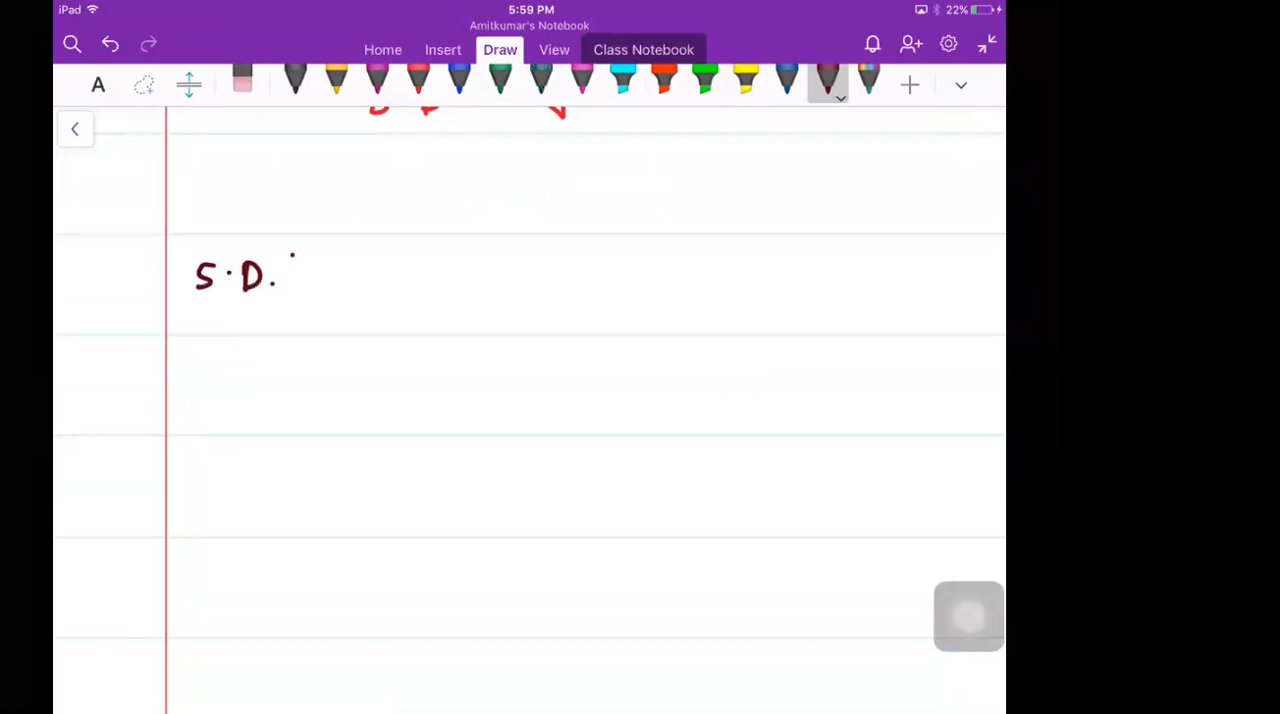 iPad 5:59 PM 22%
Amitkumar's Notebook
Home Insert Draw View Class Notebook
A
S.D.